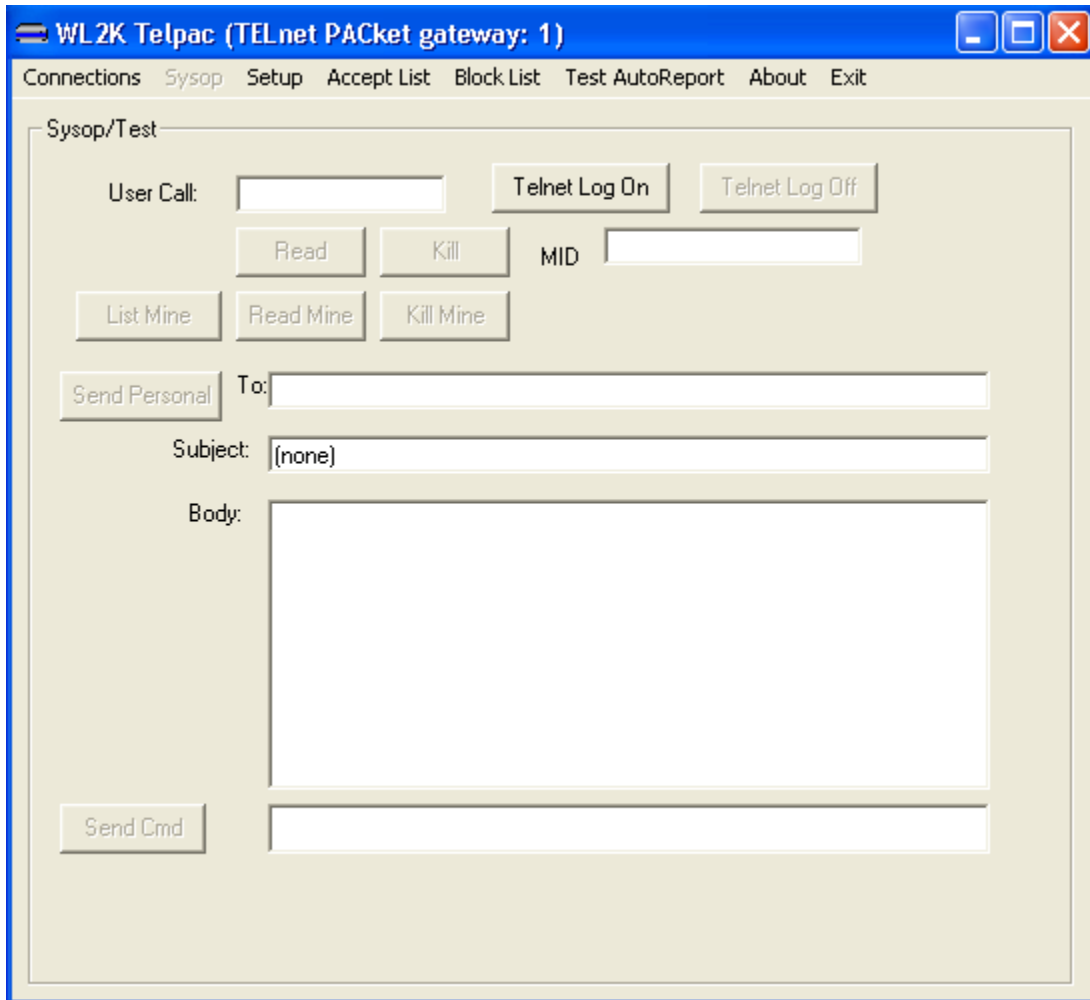 WL2K Telpac (TELnet PACket gateway: 1)
Connections Sysop Setup Accept List Block List Test AutoReport About Exit
Sysop/Test
User Call: Telnet Log On Telnet Log Off
Read Kill MID
List Mine Read Mine Kill Mine
Send Personal To:
Subject: (none)
Body:
Send Cmd